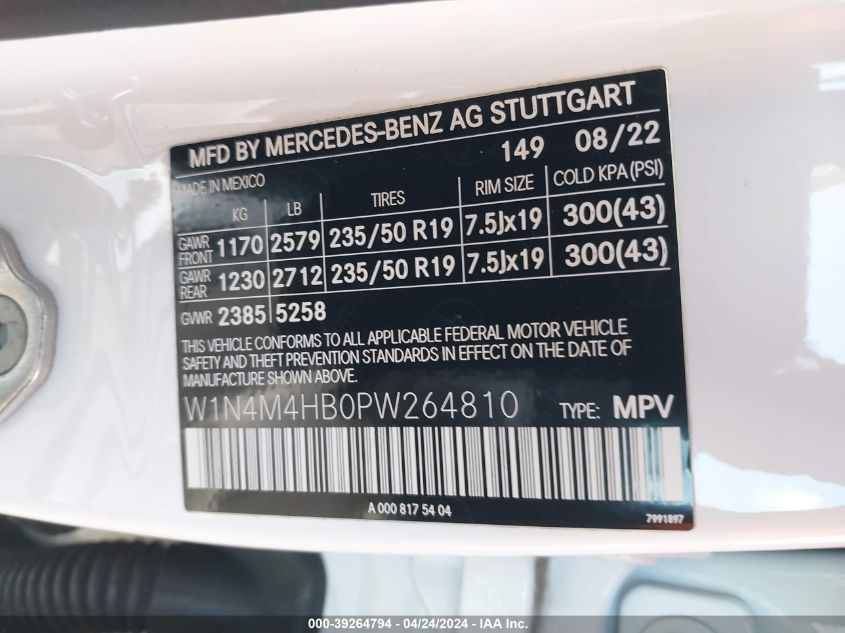 MFD BY MERCEDES-BENZ AG STUTTGART
149 08/22
MADE IN MEXICO
KG LB TIRES RIM SIZE COLD KPA (PSI)
GAWR FRONT 1170 2579 235/50 R19 7.5Jx19 300(43)
GAWR REAR 1230 2712 235/50 R19 7.5Jx19 300(43)
GVWR 2385 5258
THIS VEHICLE CONFORMS TO ALL APPLICABLE FEDERAL MOTOR VEHICLE
SAFETY AND THEFT PREVENTION STANDARDS IN EFFECT ON THE DATE OF
MANUFACTURE SHOWN ABOVE.
W1N4M4HB0PW264810 TYPE: MPV
A 000 817 54 04
7991897
000-39264794 - 04/24/2024 - IAA Inc.